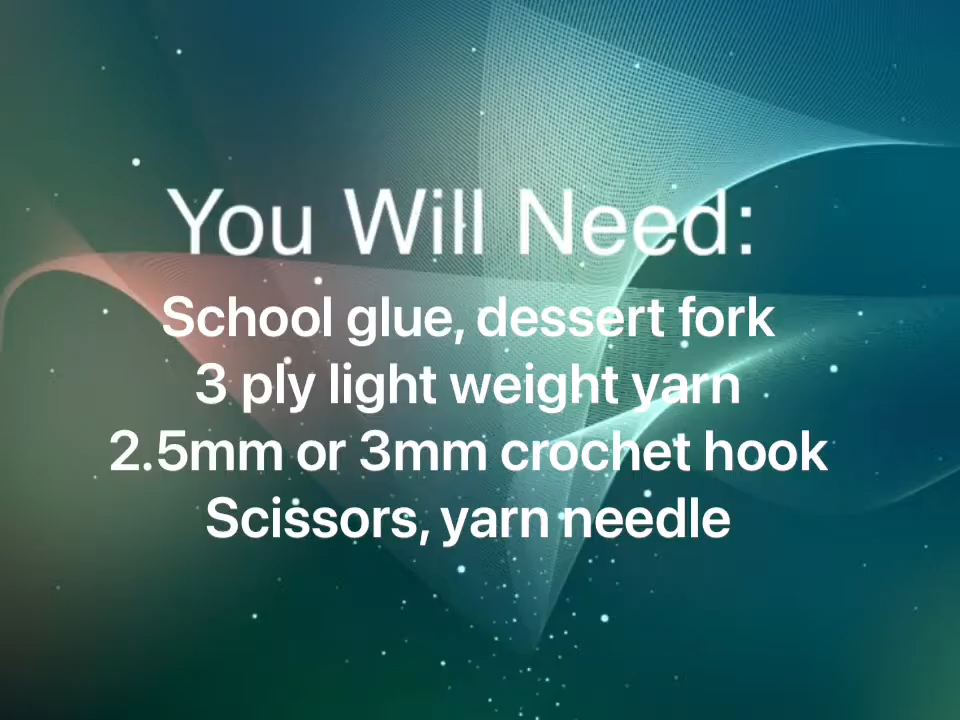 You Will Need:
School glue, dessert fork
3 ply light weight yarn
2.5mm or 3mm crochet hook
Scissors, yarn needle